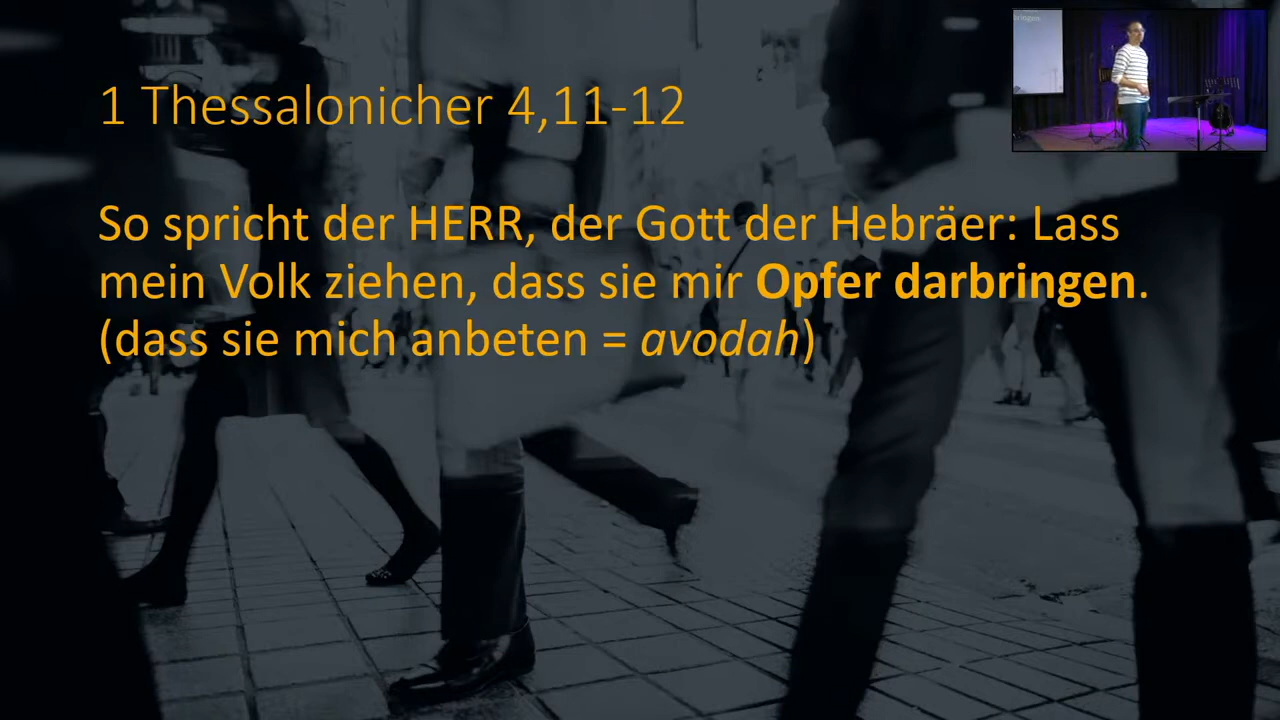 1 Thessalonicher 4,11-12
So spricht der HERR, der Gott der Hebräer: Lass
mein Volk ziehen, dass sie mir Opfer darbringen.
(dass sie mich anbeten = avodah)